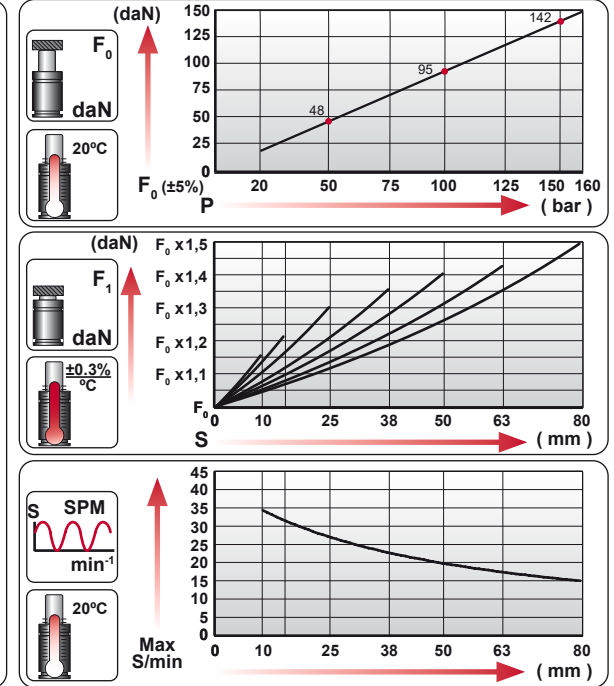 (daN)
F0
daN
20ºC
150
125
100
75
50
25
0
48
95
142
F0 (±5%)
20 50 75 100 125 150 160
P ( bar )
(daN)
F1
daN
±0.3%
ºC
F0 x1,5
F0 x1,4
F0 x1,3
F0 x1,2
F0 x1,1
F0
0 10 25 38 50 63 80
S ( mm )
S SPM
min-1
20ºC
45
40
35
30
25
20
15
10
5
0
Max
S/min
0 10 25 38 50 63 80
( mm )